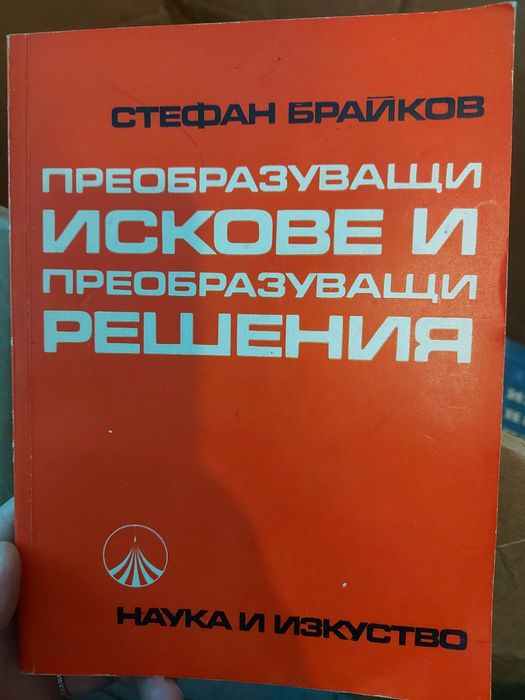 СТЕФАН БРАЙКОВ
ПРЕОБРАЗУВАЩИ
ИСКОВЕ И
ПРЕОБРАЗУВАЩИ
РЕШЕНИЯ
НАУКА И ИЗКУСТВО